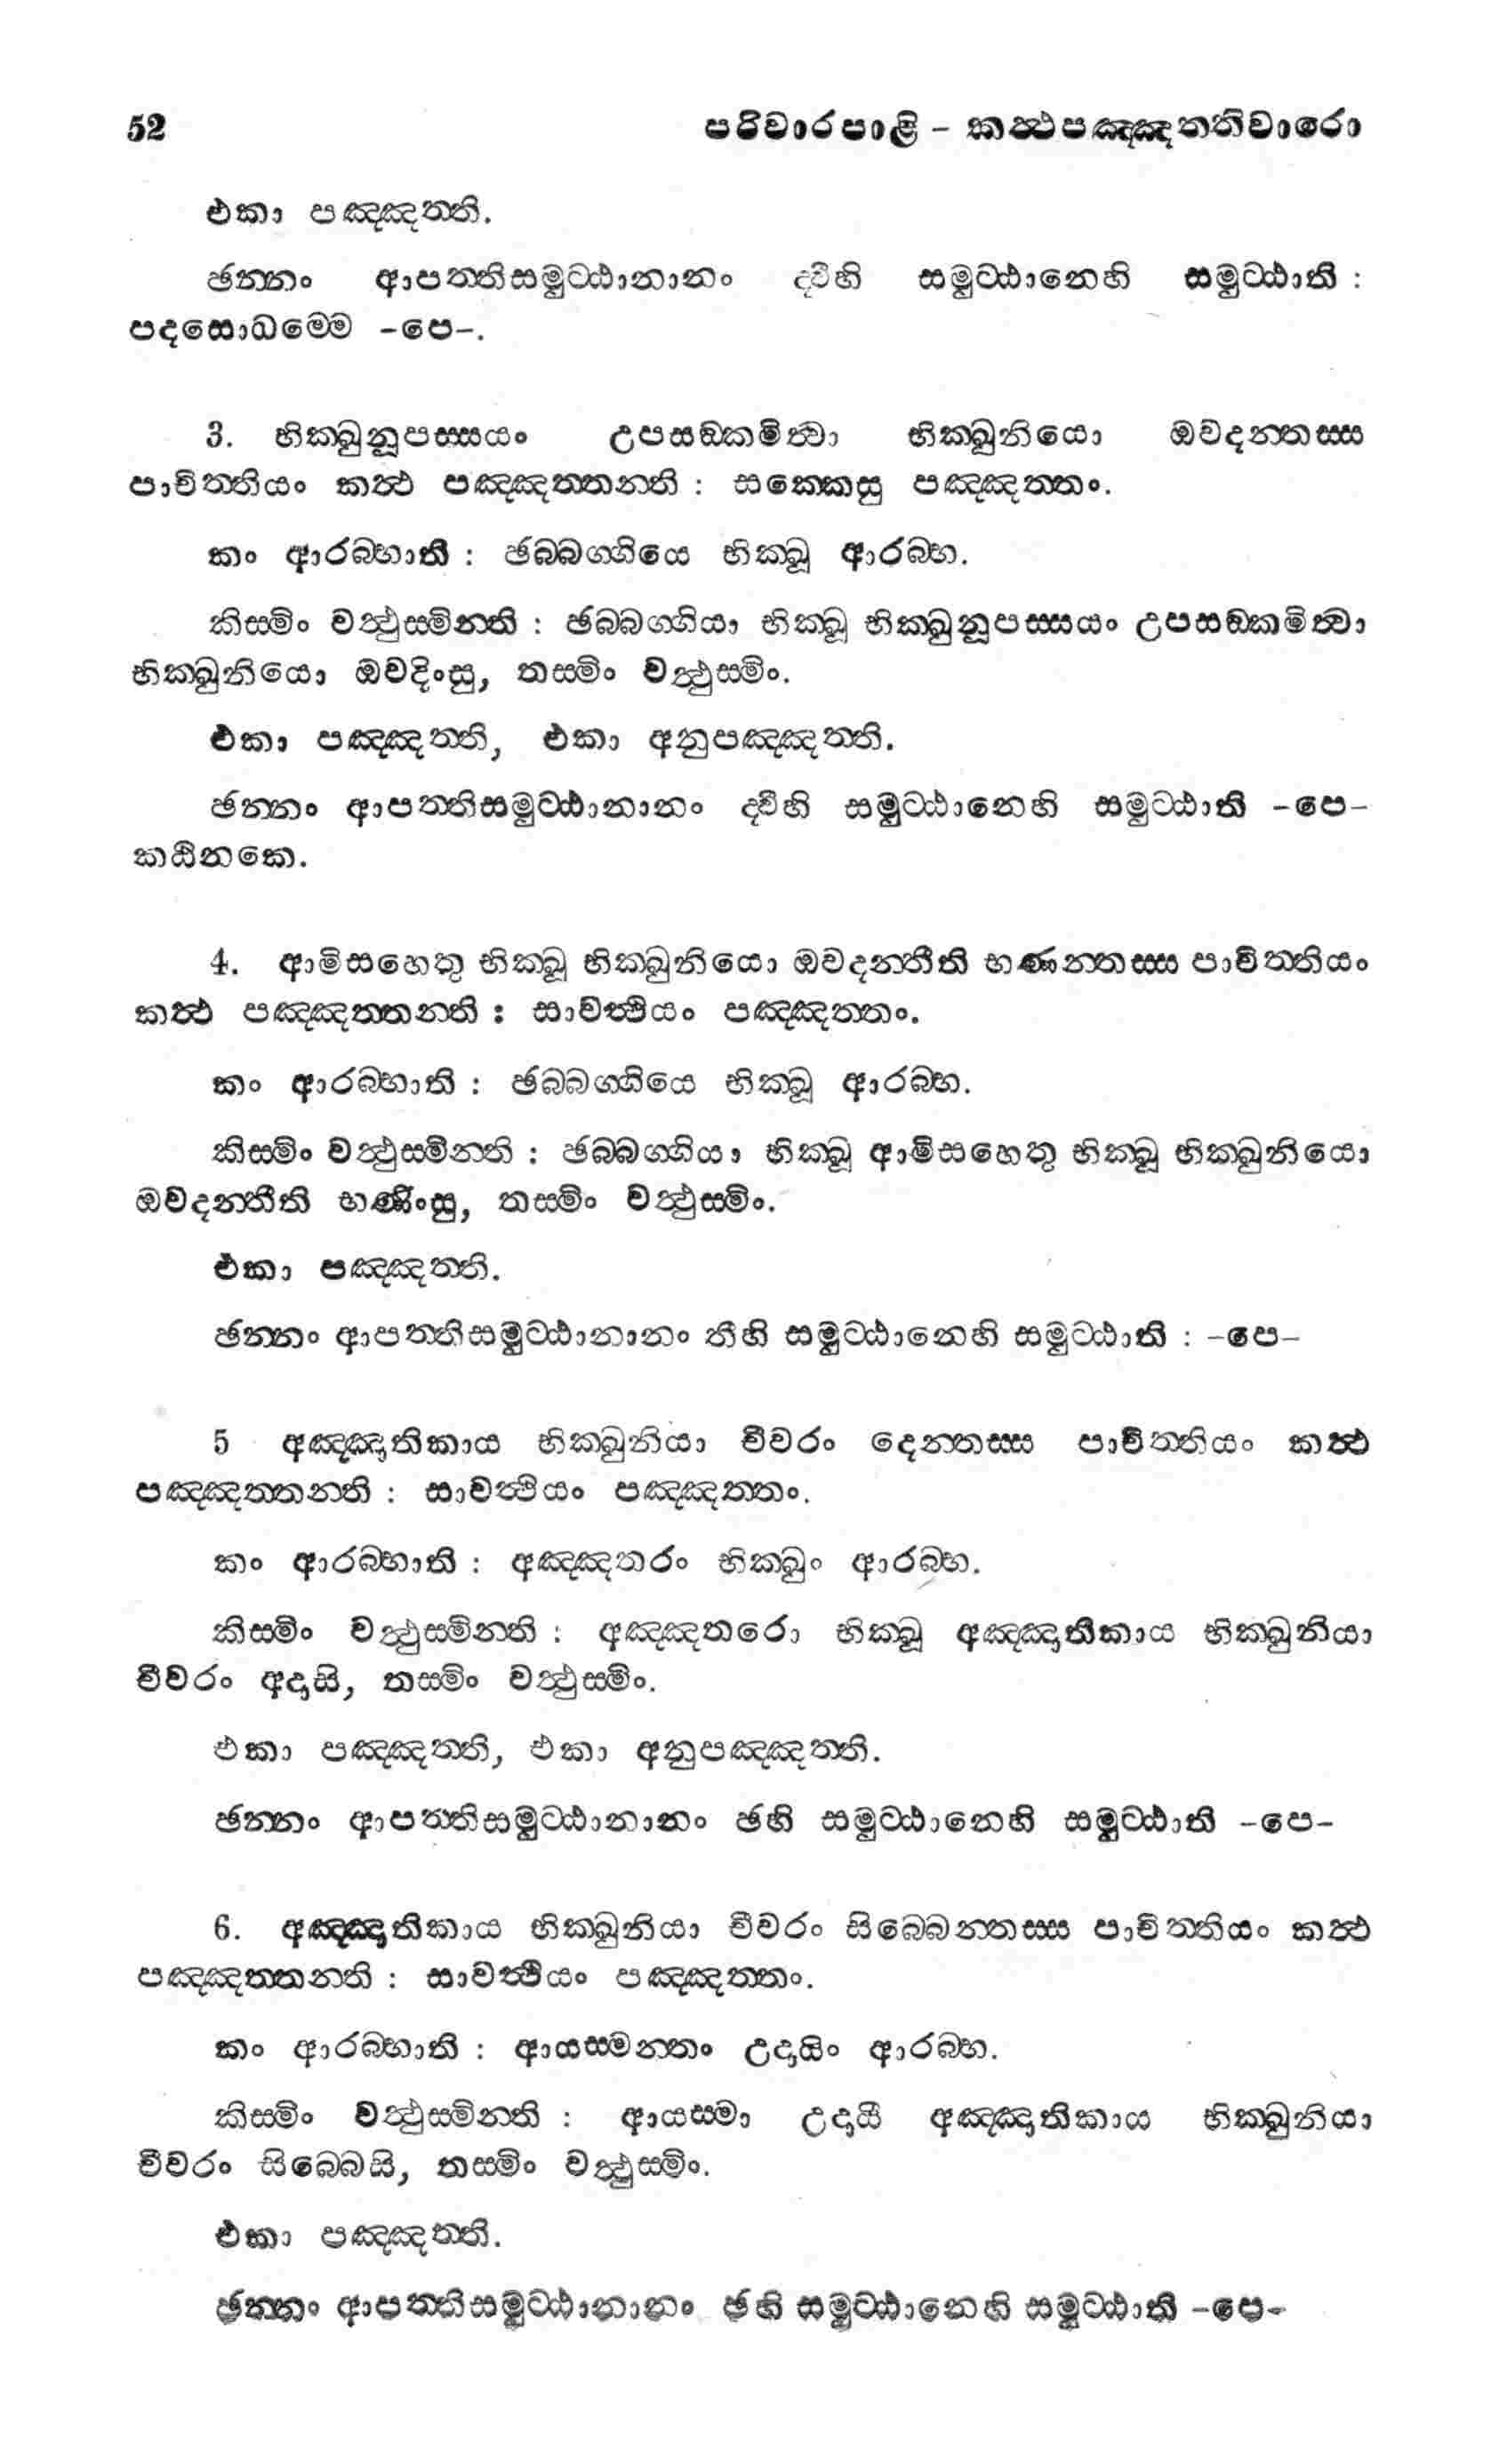 52 පරිවාරපාළි - කත්‍ථපඤ්ඤත්තිවාරො
එකා පඤ්ඤත්ති.
ඡන්නං ආපත්තිසමුට්ඨානානං ද්වීහි සමුට්ඨානෙහි සමුට්ඨාති :
පදසොධම්මෙ -පෙ-.
3. භික්ඛුනූපස්සයං උපසඞ්කමිත්‍වා භික්ඛුනියො ඔවදන්තස්ස
පාචිත්තියං කත්‍ථ පඤ්ඤත්තන්ති : සක්කෙසු පඤ්ඤත්තං.
කං ආරබ්භාති : ඡබ්බග්ගියෙ භික්ඛූ ආරබ්භ.
කිස්මිං වත්‍ථුස්මින්ති : ඡබ්බග්ගියා භික්ඛූ භික්ඛුනූපස්සයං උපසඞ්කමිත්‍වා
භික්ඛුනියො ඔවදිංසු, තස්මිං වත්‍ථුස්මිං.
එකා පඤ්ඤත්ති, එකා අනුපඤ්ඤත්ති.
ඡන්නං ආපත්තිසමුට්ඨානානං ද්වීහි සමුට්ඨානෙහි සමුට්ඨාති -පෙ-
කඨිනකෙ.
4. ආමිසහෙතු භික්ඛූ භික්ඛුනියො ඔවදන්තීති භණන්තස්ස පාචිත්තියං
කත්‍ථ පඤ්ඤත්තන්ති : සාවත්‍ථියං පඤ්ඤත්තං.
කං ආරබ්භාති : ඡබ්බග්ගියෙ භික්ඛූ ආරබ්භ.
කිස්මිං වත්‍ථුස්මින්ති : ඡබ්බග්ගියා භික්ඛූ ආමිසහෙතු භික්ඛූ භික්ඛුනියො
ඔවදන්තීති භණිංසු, තස්මිං වත්‍ථුස්මිං.
එකා පඤ්ඤත්ති.
ඡන්නං ආපත්තිසමුට්ඨානානං තීහි සමුට්ඨානෙහි සමුට්ඨාති : -පෙ-
5 අඤ්ඤාතිකාය භික්ඛුනියා චීවරං දෙන්තස්ස පාචිත්තියං කත්‍ථ
පඤ්ඤත්තන්ති : සාවත්‍ථියං පඤ්ඤත්තං.
කං ආරබ්භාති : අඤ්ඤතරං භික්ඛුං ආරබ්භ.
කිස්මිං වත්‍ථුස්මින්ති : අඤ්ඤතරො භික්ඛූ අඤ්ඤාතිකාය භික්ඛුනියා
චීවරං අදාසි, තස්මිං වත්‍ථුස්මිං.
එකා පඤ්ඤත්ති, එකා අනුපඤ්ඤත්ති.
ඡන්නං ආපත්තිසමුට්ඨානානං ඡහි සමුට්ඨානෙහි සමුට්ඨාති -පෙ-
6. අඤ්ඤාතිකාය භික්ඛුනියා චීවරං සිබ්බෙන්තස්ස පාචිත්තියං කත්‍ථ
පඤ්ඤත්තන්ති : සාවත්‍ථියං පඤ්ඤත්තං.
කං ආරබ්භාති : ආයස්මන්තං උදායිං ආරබ්භ.
කිස්මිං වත්‍ථුස්මින්ති : ආයස්මා උදායී අඤ්ඤාතිකාය භික්ඛුනියා
චීවරං සිබ්බෙසි, තස්මිං වත්‍ථුස්මිං.
එකා පඤ්ඤත්ති.
ඡන්නං ආපත්තිසමුට්ඨානානං ඡහි සමුට්ඨානෙහි සමුට්ඨාති -පෙ-